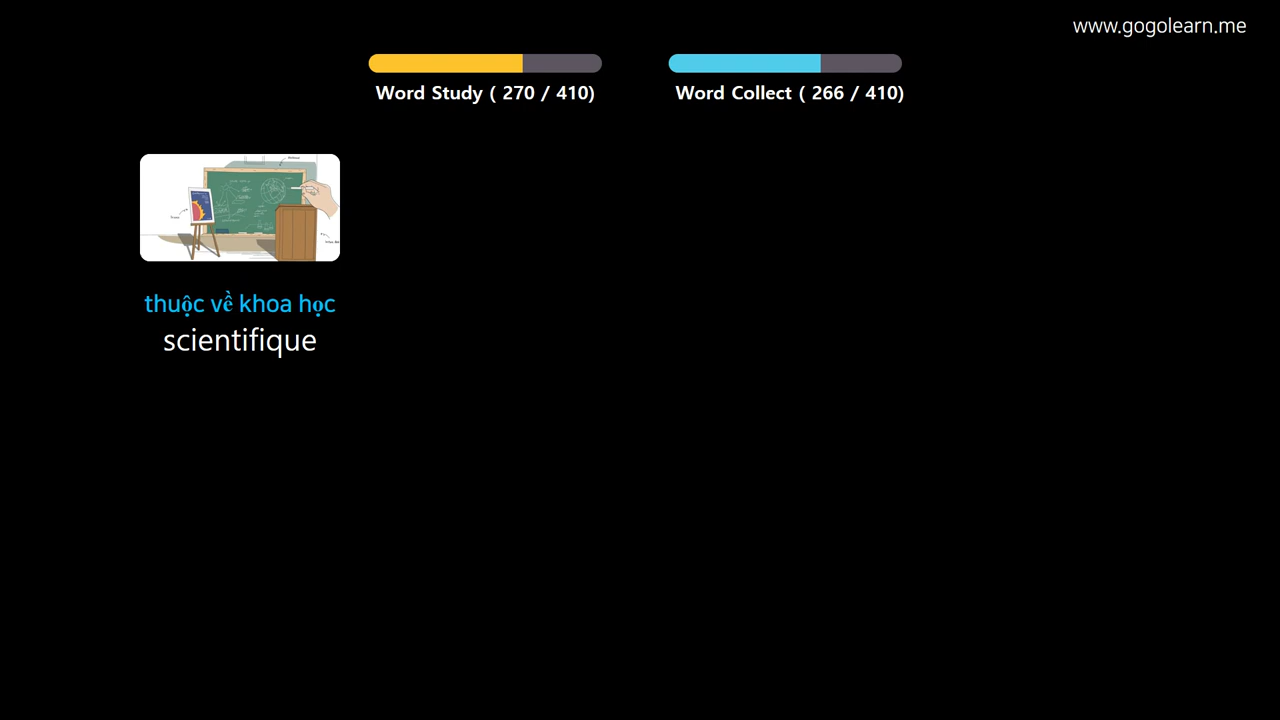 www.gogolearn.me
Word Study ( 270 / 410)
Word Collect ( 266 / 410)
thuộc về khoa học
scientifique